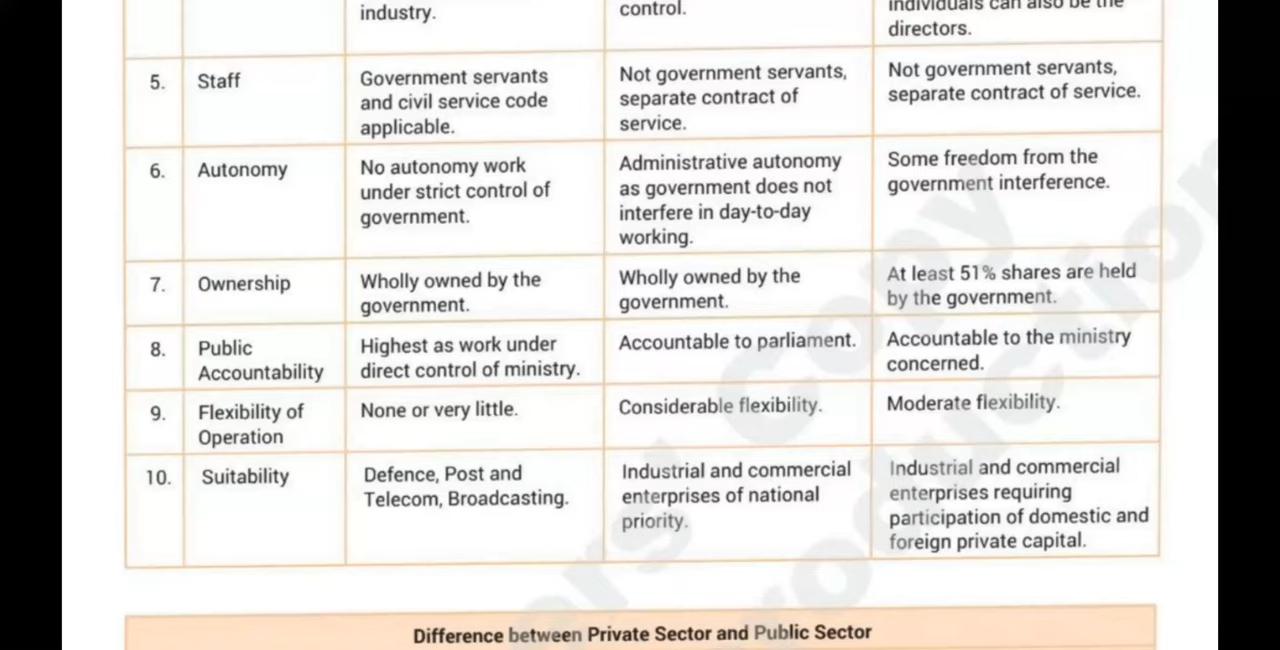 industry.
control.
individuals can also be the
directors.
5.
Staff
Government servants
and civil service code
applicable.
Not government servants,
separate contract of
service.
Not government servants,
separate contract of service.
6.
Autonomy
No autonomy work
under strict control of
government.
Administrative autonomy
as government does not
interfere in day-to-day
working.
Some freedom from the
government interference.
7.
Ownership
Wholly owned by the
government.
Wholly owned by the
government.
At least 51% shares are held
by the government.
8.
Public
Accountability
Highest as work under
direct control of ministry.
Accountable to parliament.
Accountable to the ministry
concerned.
9.
Flexibility of
Operation
None or very little.
Considerable flexibility.
Moderate flexibility.
10.
Suitability
Defence, Post and
Telecom, Broadcasting.
Industrial and commercial
enterprises of national
priority.
Industrial and commercial
enterprises requiring
participation of domestic and
foreign private capital.
Difference between Private Sector and Public Sector